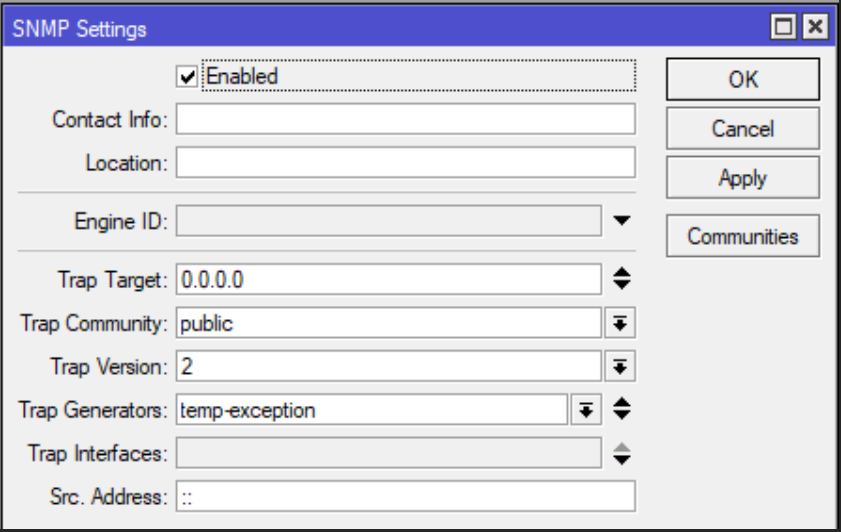 SNMP Settings
Enabled
OK
Contact Info:
Cancel
Location:
Apply
Engine ID:
Communities
Trap Target: 0.0.0.0
Trap Community: public
Trap Version: 2
Trap Generators: temp-exception
Trap Interfaces:
Src. Address: ::